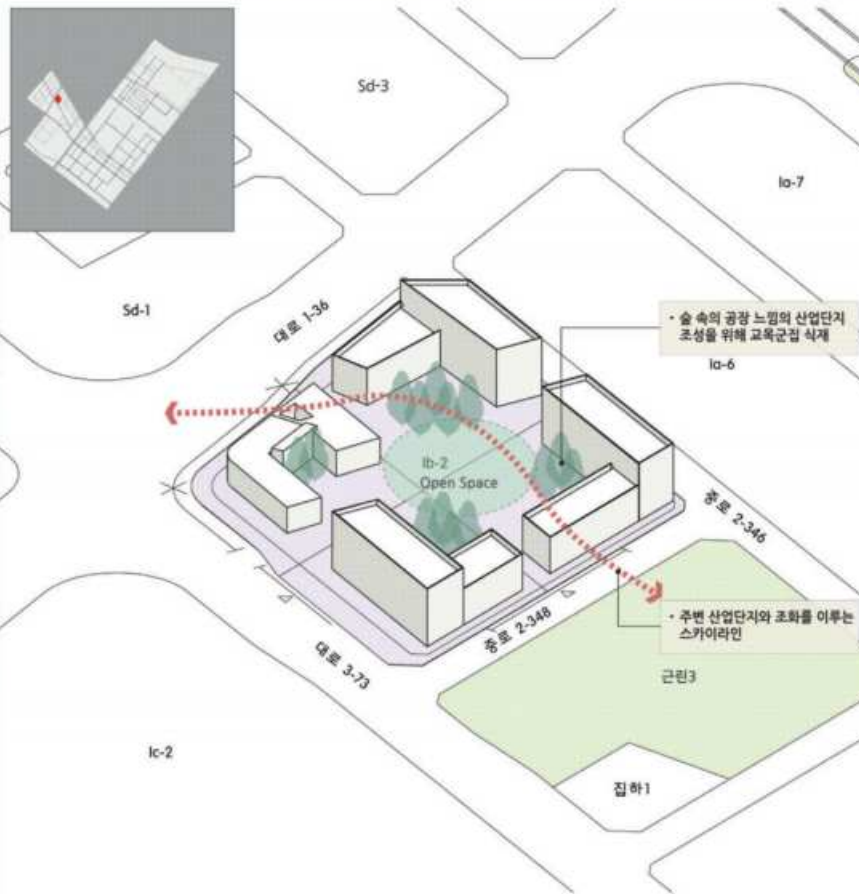 Sd-3
Ia-7
Sd-1
대로 1-36
• 숲 속의 공장 느낌의 산업단지
조성을 위해 교목군집 식재
Ia-6
Ib-2
Open Space
중로 2-346
• 주변 산업단지와 조화를 이루는
스카이라인
중로 2-348
대로 3-73
근린3
Ic-2
집하1